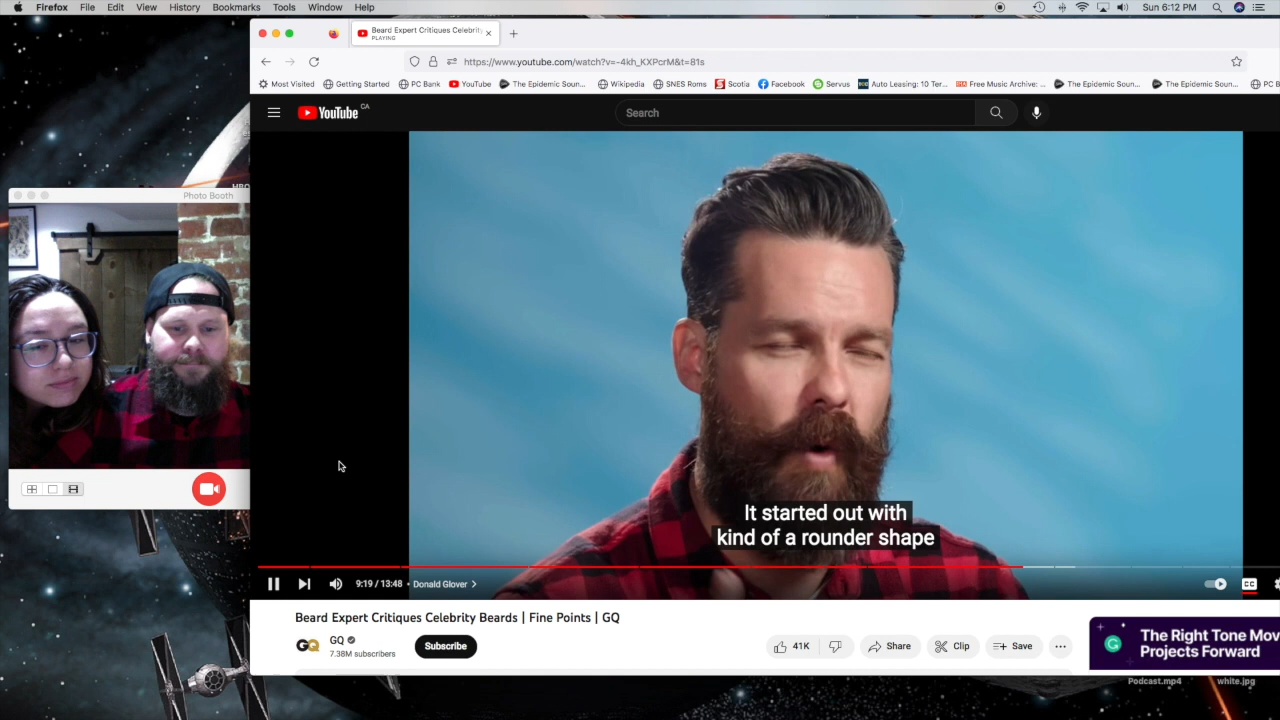 Firefox File Edit View History Bookmarks Tools Window Help
Sun 6:12 PM
Beard Expert Critiques Celebrity
PLAYING
https://www.youtube.com/watch?v=-4kh_KXPcrM&t=81s
Most Visited Getting Started PC Bank YouTube The Epidemic Soun... Wikipedia SNES Roms Scotia Facebook Servus Auto Leasing: 10 Ter... Free Music Archive: ... The Epidemic Soun... The Epidemic Soun... PC B
YouTube CA
Search
HBO
Photo Booth
It started out with
kind of a rounder shape
9:19 / 13:48 • Donald Glover
CC
Beard Expert Critiques Celebrity Beards | Fine Points | GQ
GQ
GQ
7.38M subscribers
Subscribe
41K
Share
Clip
Save
The Right Tone Mov
Projects Forward
Podcast.mp4
white.jpg